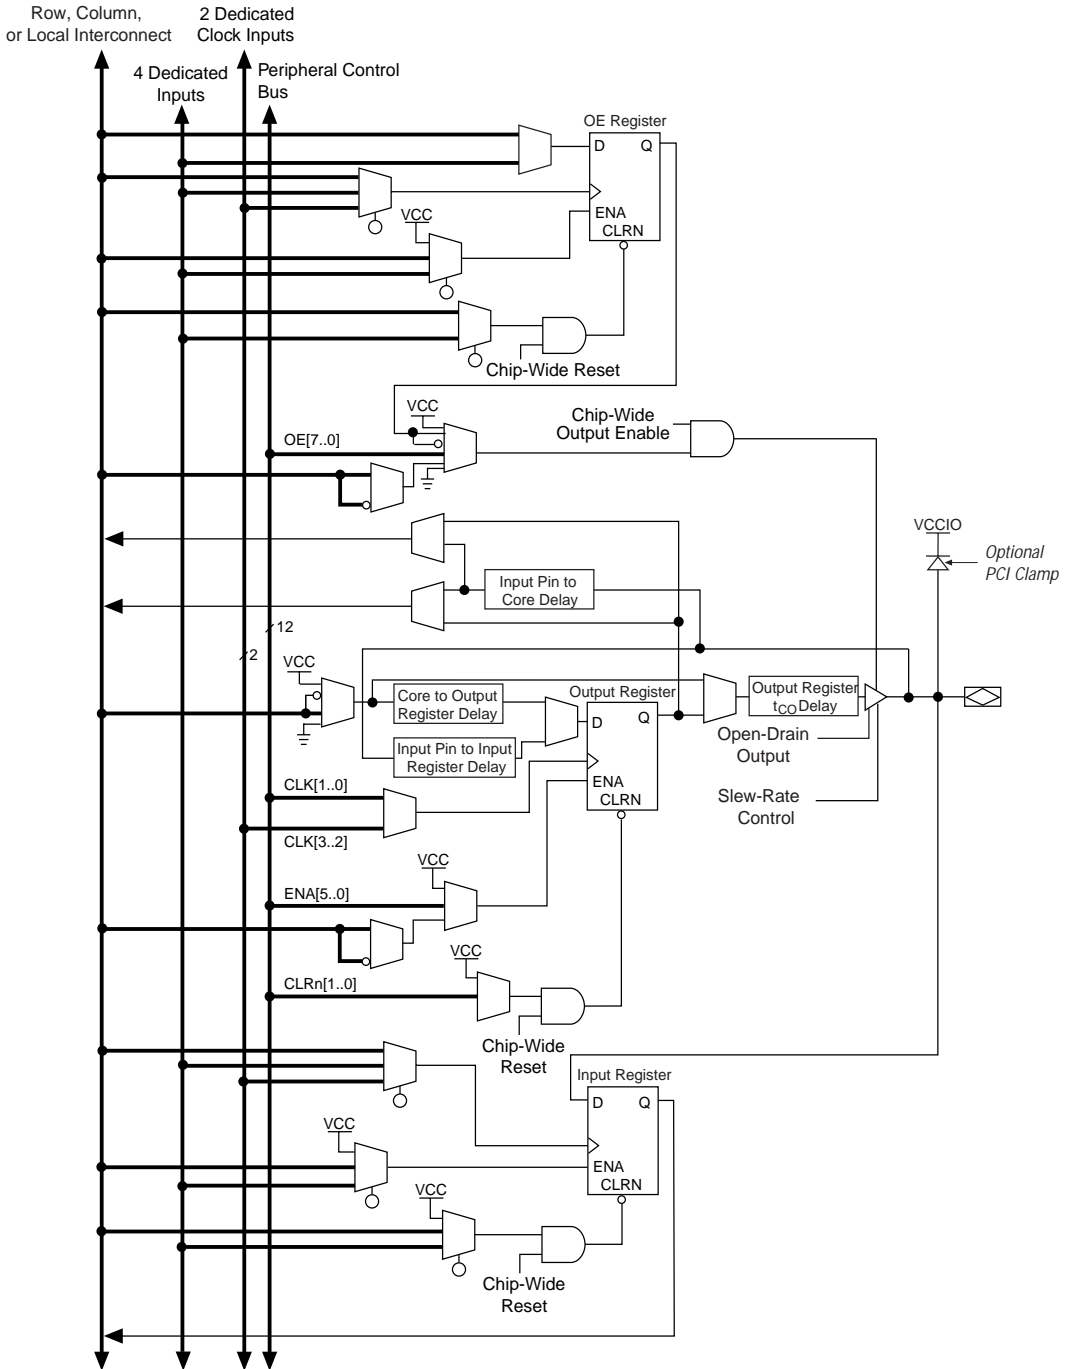 Row, Column,
or Local Interconnect
2 Dedicated
Clock Inputs
4 Dedicated
Inputs
Peripheral Control
Bus
OE Register
D
Q
ENA
CLRN
VCC
Chip-Wide Reset
VCC
OE[7..0]
Chip-Wide
Output Enable
VCCIO
Optional
PCI Clamp
Input Pin to
Core Delay
12
2
VCC
Core to Output
Register Delay
Output Register
D
Q
ENA
CLRN
Input Pin to Input
Register Delay
Output Register
tCO Delay
Open-Drain
Output
Slew-Rate
Control
CLK[1..0]
CLK[3..2]
VCC
ENA[5..0]
VCC
CLRn[1..0]
Chip-Wide
Reset
Input Register
D
Q
ENA
CLRN
VCC
VCC
Chip-Wide
Reset